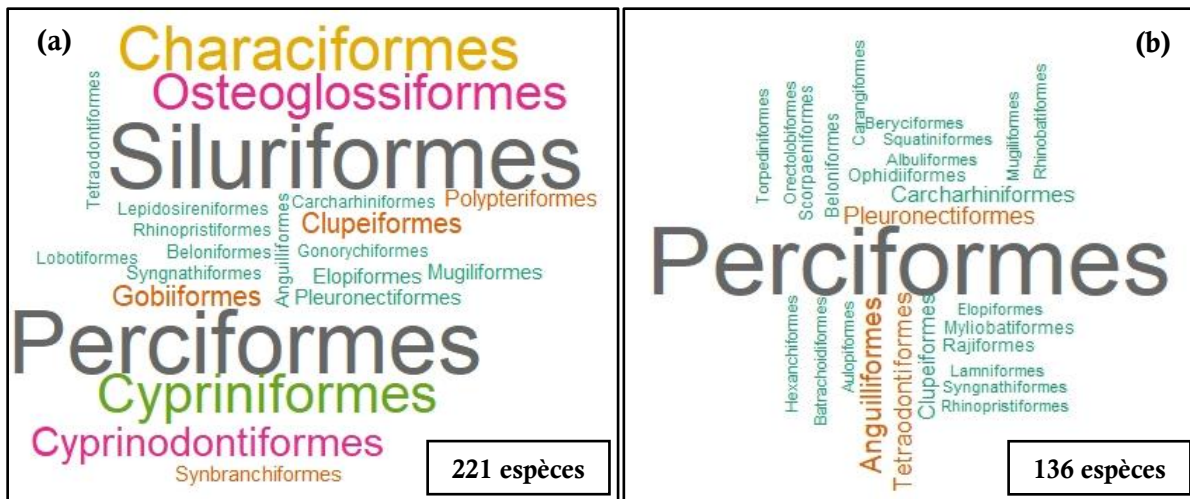 (a)
Characiformes
Osteoglossiformes
Tetraodontiformes
Siluriformes
Carcharhiniformes
Polypteriformes
Lepidosireniformes
Rhinopristiformes
Clupeiformes
Anguilliformes
Lobotiformes
Beloniformes
Gonorychiformes
Syngnathiformes
Elopiformes
Mugiliformes
Gobiiformes
Pleuronectiformes
Perciformes
Cypriniformes
Cyprinodontiformes
Synbranchiformes
221 espèces
(b)
Torpediniformes
Orectolobiformes
Scorpaeniformes
Beloniformes
Carangiformes
Beryciformes
Squatiniformes
Albuliformes
Ophidiiformes
Mugiliformes
Rhinobatiformes
Carcharhiniformes
Pleuronectiformes
Perciformes
Hexanchiformes
Batrachoidiformes
Aulopiformes
Anguilliformes
Tetraodontiformes
Clupeiformes
Elopiformes
Myliobatiformes
Rajiformes
Lamniformes
Syngnathiformes
Rhinopristiformes
136 espèces